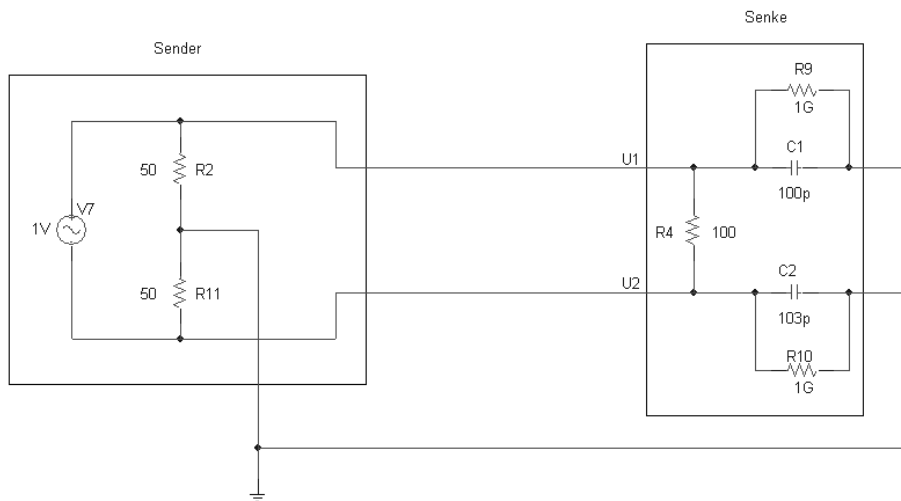 Senke
Sender
R9
1G
C1
100p
U1
50 R2
V7
1V
R4 100
C2
103p
50 R11
U2
R10
1G